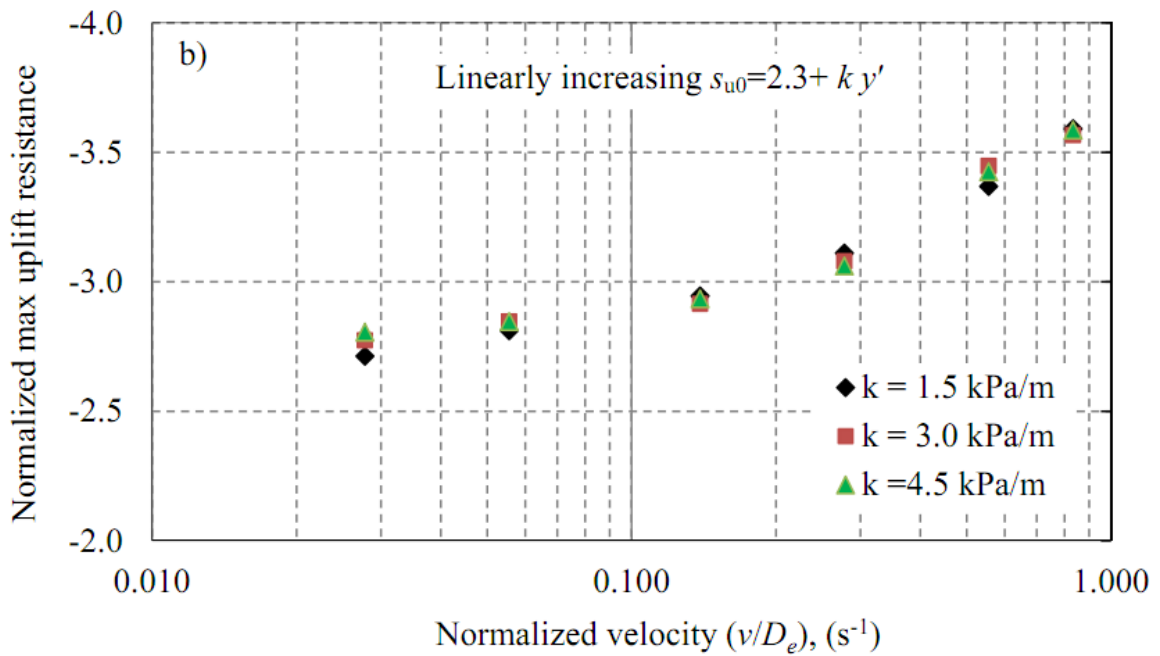 -4.0
b)
Linearly increasing su0=2.3+ k y'
-3.5
-3.0
-2.5
-2.0
Normalized max uplift resistance
k = 1.5 kPa/m
k = 3.0 kPa/m
k =4.5 kPa/m
0.010 0.100 1.000
Normalized velocity (v/De), (s-1)